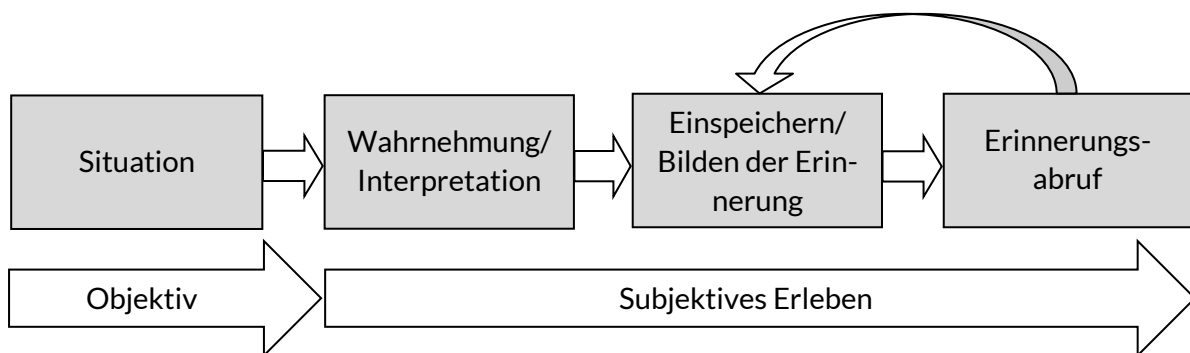 Situation
Wahrnehmung/
Interpretation
Einspeichern/
Bilden der Erin-
nerung
Erinnerungs-
abruf
Objektiv
Subjektives Erleben